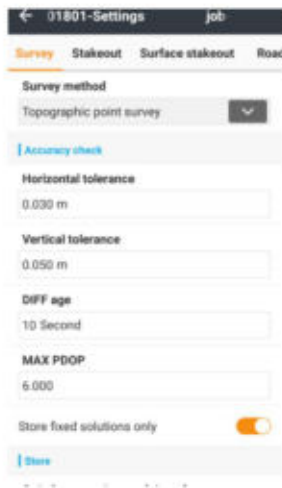 ← 01801-Settings job
Survey Stakeout Surface stakeout Road
Survey method
Topographic point survey
Accuracy check
Horizontal tolerance
0.030 m
Vertical tolerance
0.050 m
DIFF age
10 Second
MAX PDOP
6.000
Store fixed solutions only
Store